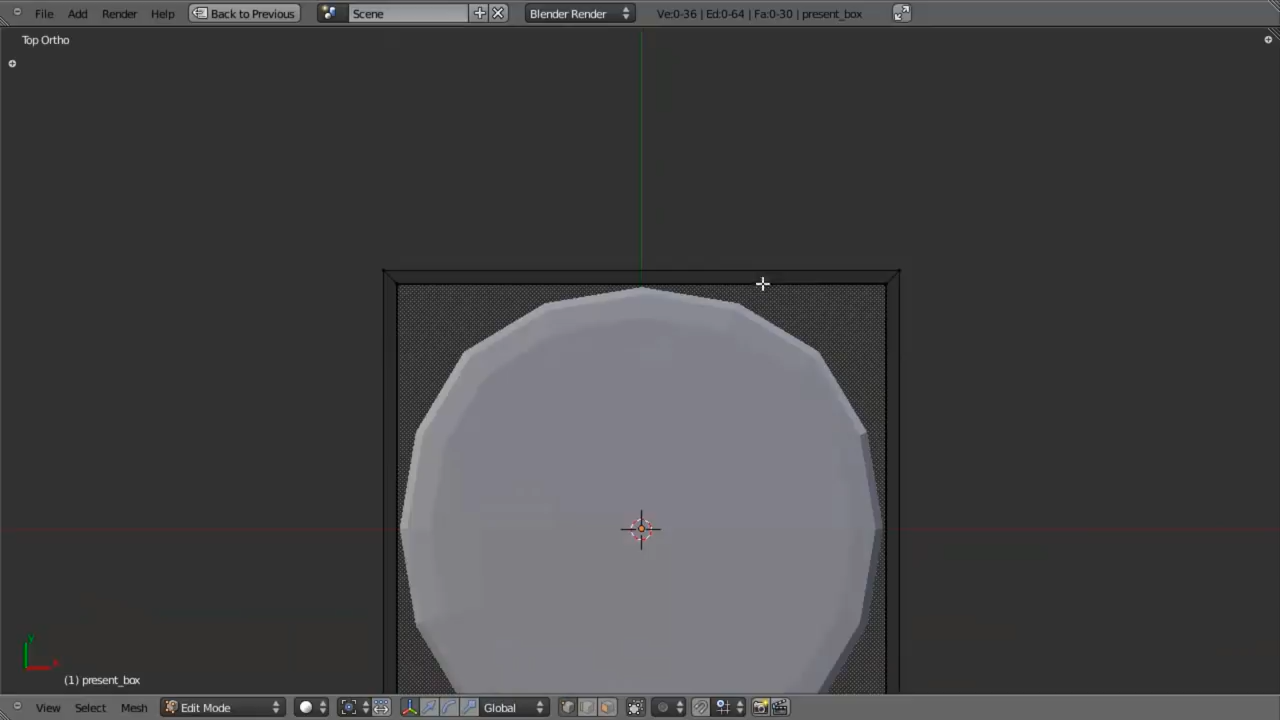 File Add Render Help Back to Previous Scene Blender Render Ve:0-36 | Ed:0-64 | Fa:0-30 | present_box
Top Ortho
y
x
(1) present_box
View Select Mesh Edit Mode Global